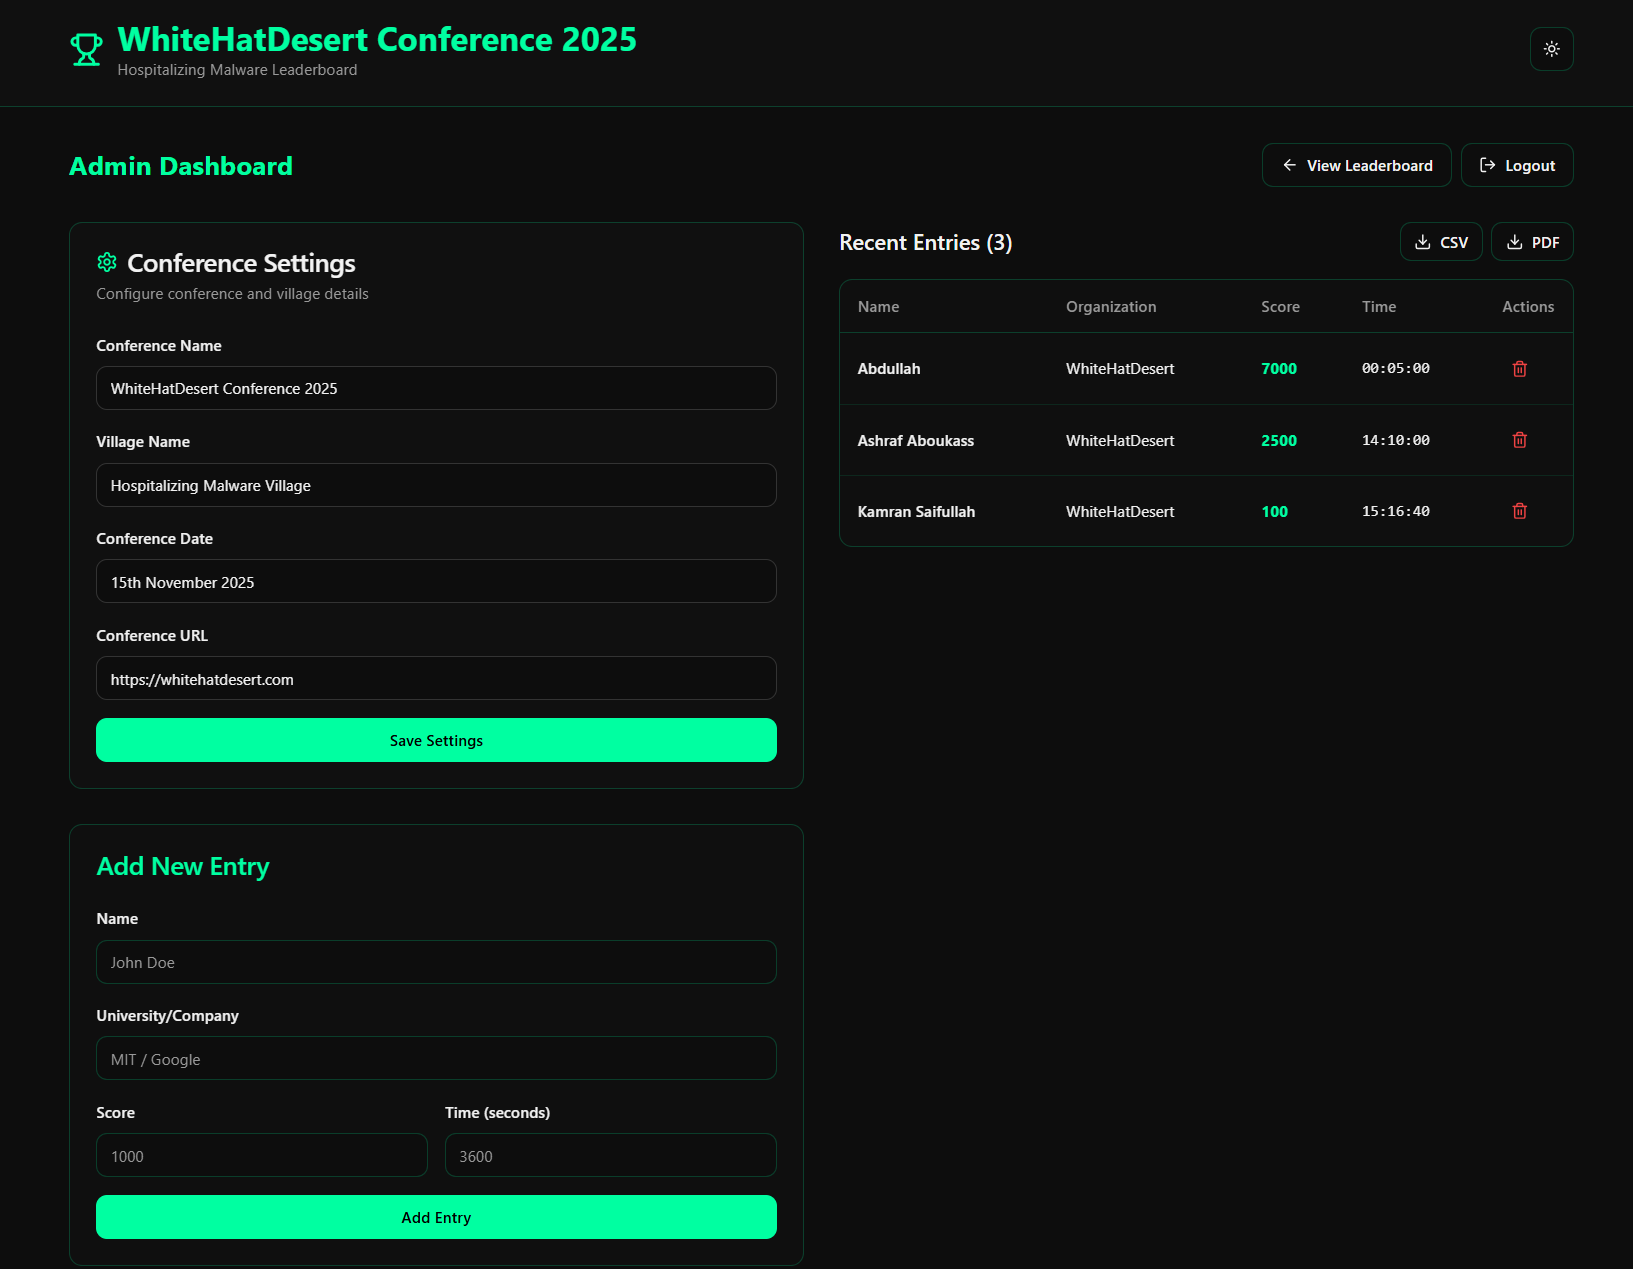 WhiteHatDesert Conference 2025
Hospitalizing Malware Leaderboard
Admin Dashboard
View Leaderboard
Logout
Conference Settings
Configure conference and village details
Conference Name
WhiteHatDesert Conference 2025
Village Name
Hospitalizing Malware Village
Conference Date
15th November 2025
Conference URL
https://whitehatdesert.com
Save Settings
Add New Entry
Name
John Doe
University/Company
MIT / Google
Score Time (seconds)
1000 3600
Add Entry
Recent Entries (3)
CSV
PDF
Name Organization Score Time Actions
Abdullah WhiteHatDesert 7000 00:05:00
Ashraf Aboukass WhiteHatDesert 2500 14:10:00
Kamran Saifullah WhiteHatDesert 100 15:16:40